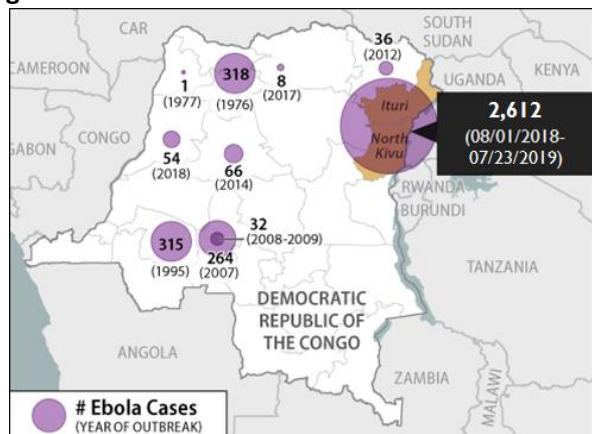 CAR
SOUTH
SUDAN
CAMEROON
36
(2012)
318
(1976)
8
(2017)
1
(1977)
UGANDA
KENYA
Ituri
2,612
(08/01/2018-
07/23/2019)
CONGO
GABON
North
Kivu
54
(2018)
66
(2014)
RWANDA
BURUNDI
32
(2008-2009)
315
(1995)
264
(2007)
TANZANIA
DEMOCRATIC
REPUBLIC OF
THE CONGO
ANGOLA
ZAMBIA
MALAWI
# Ebola Cases
(YEAR OF OUTBREAK)